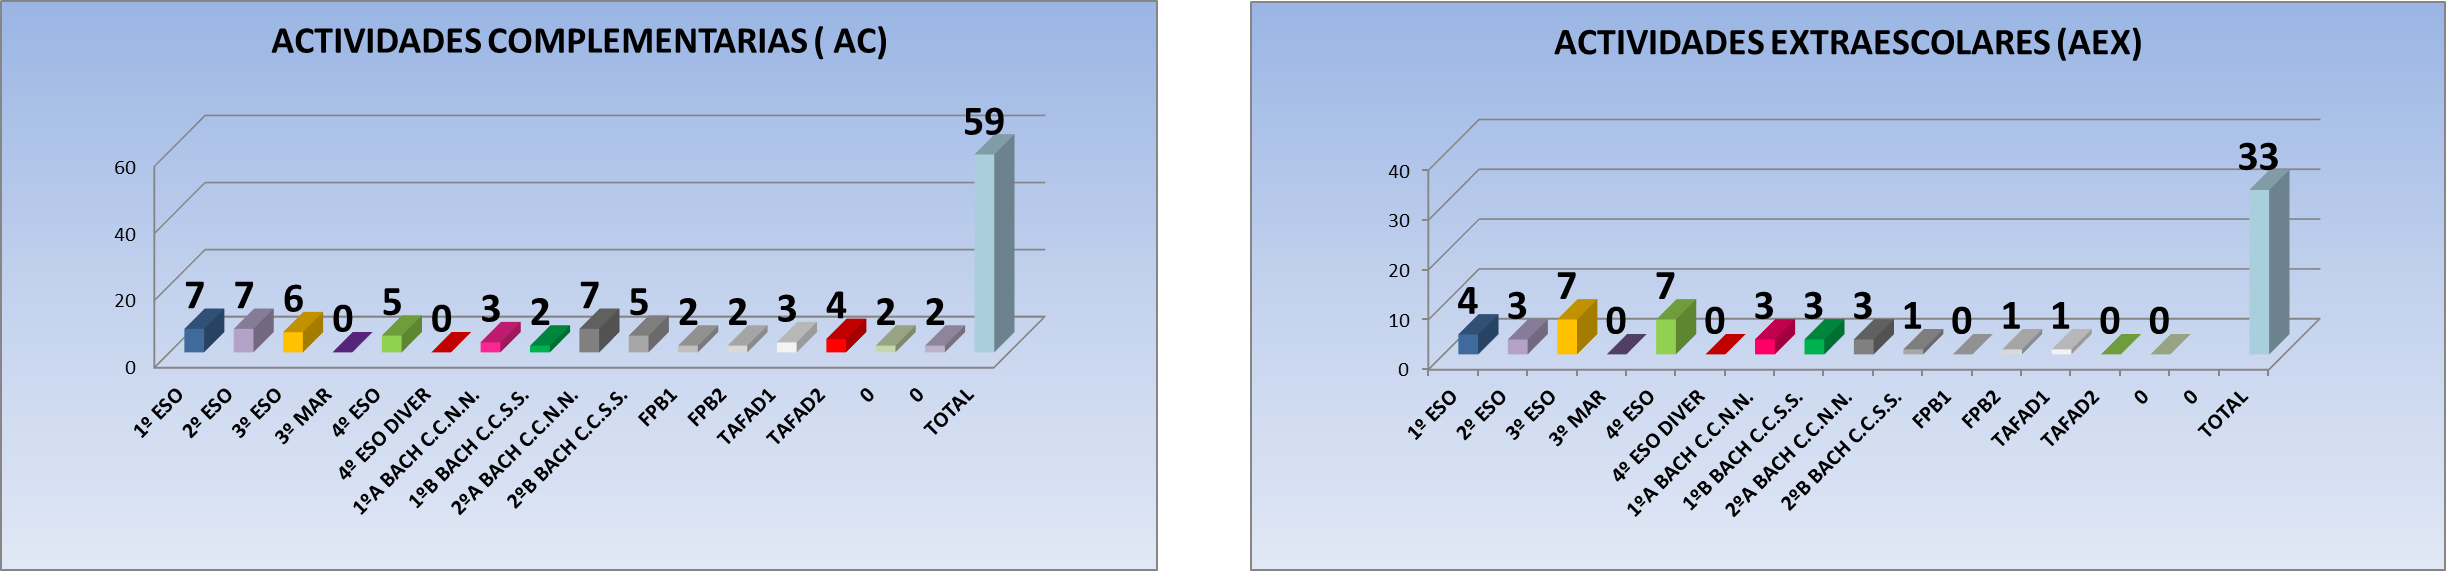 ACTIVIDADES COMPLEMENTARIAS ( AC)
60
40
20
0
7 7 6 0 5 0 3 2 7 5 2 2 3 4 2 2 59
1º ESO
2º ESO
3º ESO
3º MAR
4º ESO
4º ESO DIVER
1ºA BACH C.C.N.N.
1ºB BACH C.C.S.S.
2ºA BACH C.C.N.N.
2ºB BACH C.C.S.S.
FPB1
FPB2
TAFAD1
TAFAD2
0
0
TOTAL
ACTIVIDADES EXTRAESCOLARES (AEX)
40
30
20
10
0
4 3 7 0 7 0 3 3 3 1 0 1 1 0 0 33
1º ESO
2º ESO
3º ESO
3º MAR
4º ESO
4º ESO DIVER
1ºA BACH C.C.N.N.
1ºB BACH C.C.S.S.
2ºA BACH C.C.N.N.
2ºB BACH C.C.S.S.
FPB1
FPB2
TAFAD1
TAFAD2
0
0
TOTAL